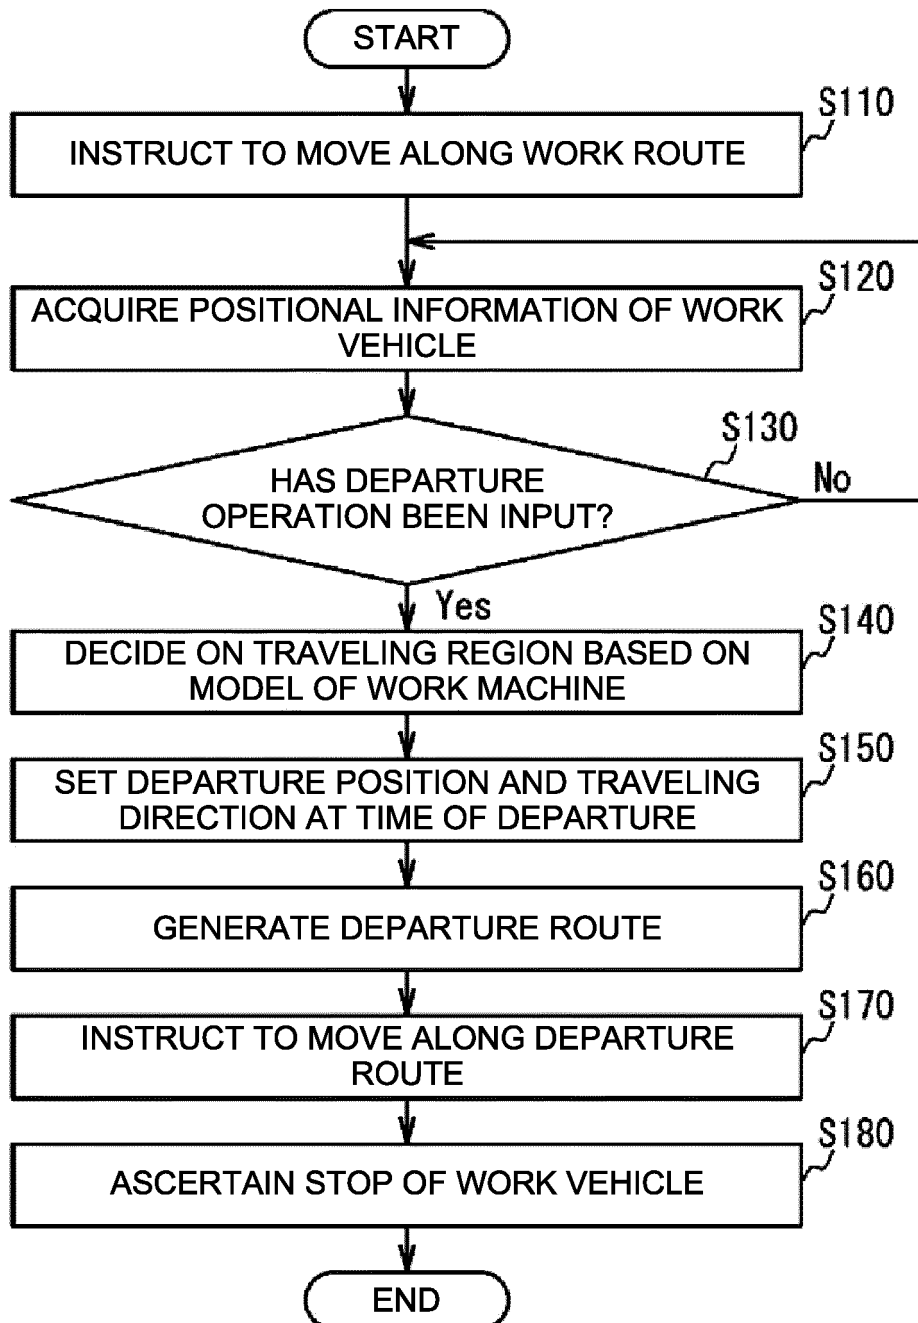 START
S110
INSTRUCT TO MOVE ALONG WORK ROUTE
S120
ACQUIRE POSITIONAL INFORMATION OF WORK
VEHICLE
S130
HAS DEPARTURE
OPERATION BEEN INPUT?
No
Yes
S140
DECIDE ON TRAVELING REGION BASED ON
MODEL OF WORK MACHINE
S150
SET DEPARTURE POSITION AND TRAVELING
DIRECTION AT TIME OF DEPARTURE
S160
GENERATE DEPARTURE ROUTE
S170
INSTRUCT TO MOVE ALONG DEPARTURE
ROUTE
S180
ASCERTAIN STOP OF WORK VEHICLE
END